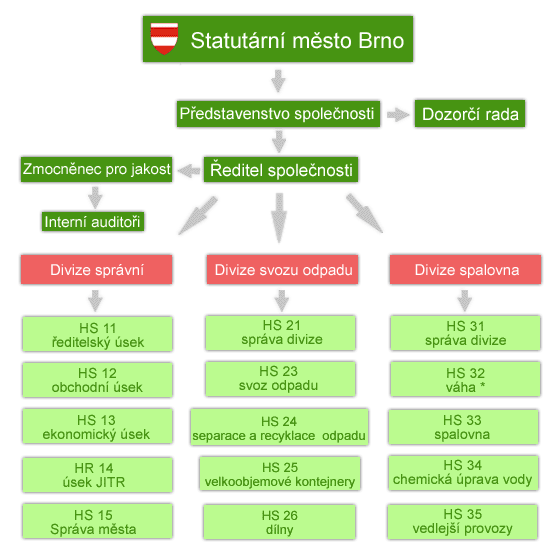 Statutární město Brno
Představenstvo společnosti
Dozorčí rada
Zmocněnec pro jakost
Ředitel společnosti
Interní auditoři
Divize správní
Divize svozu odpadu
Divize spalovna
HS 11
ředitelský úsek
HS 12
obchodní úsek
HS 13
ekonomický úsek
HR 14
úsek JITR
HS 15
Správa města
HS 21
správa divize
HS 23
svoz odpadu
HS 24
separace a recyklace odpadu
HS 25
velkoobjemové kontejnery
HS 26
dílny
HS 31
správa divize
HS 32
váha *
HS 33
spalovna
HS 34
chemická úprava vody
HS 35
vedlejší provozy